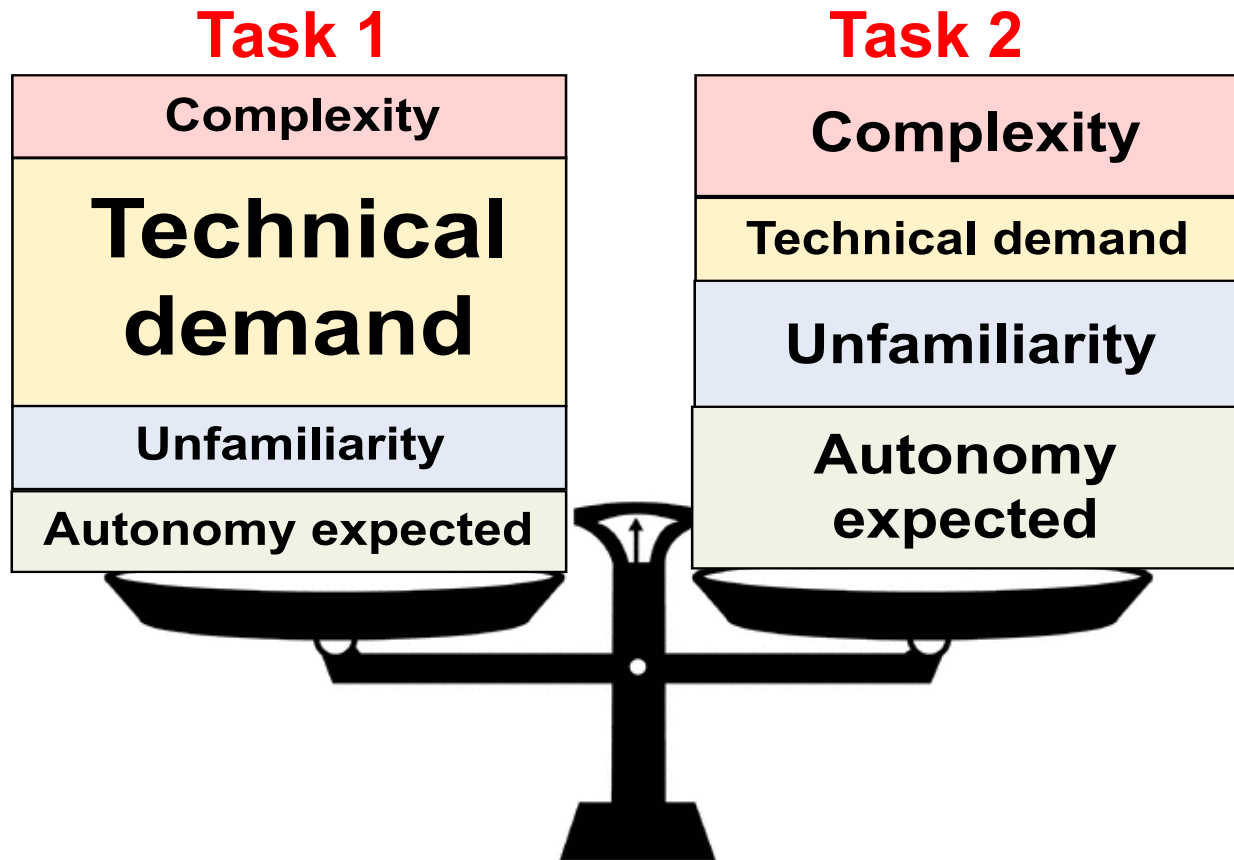 Task 1
Complexity
Technical
demand
Unfamiliarity
Autonomy expected
Task 2
Complexity
Technical demand
Unfamiliarity
Autonomy
expected